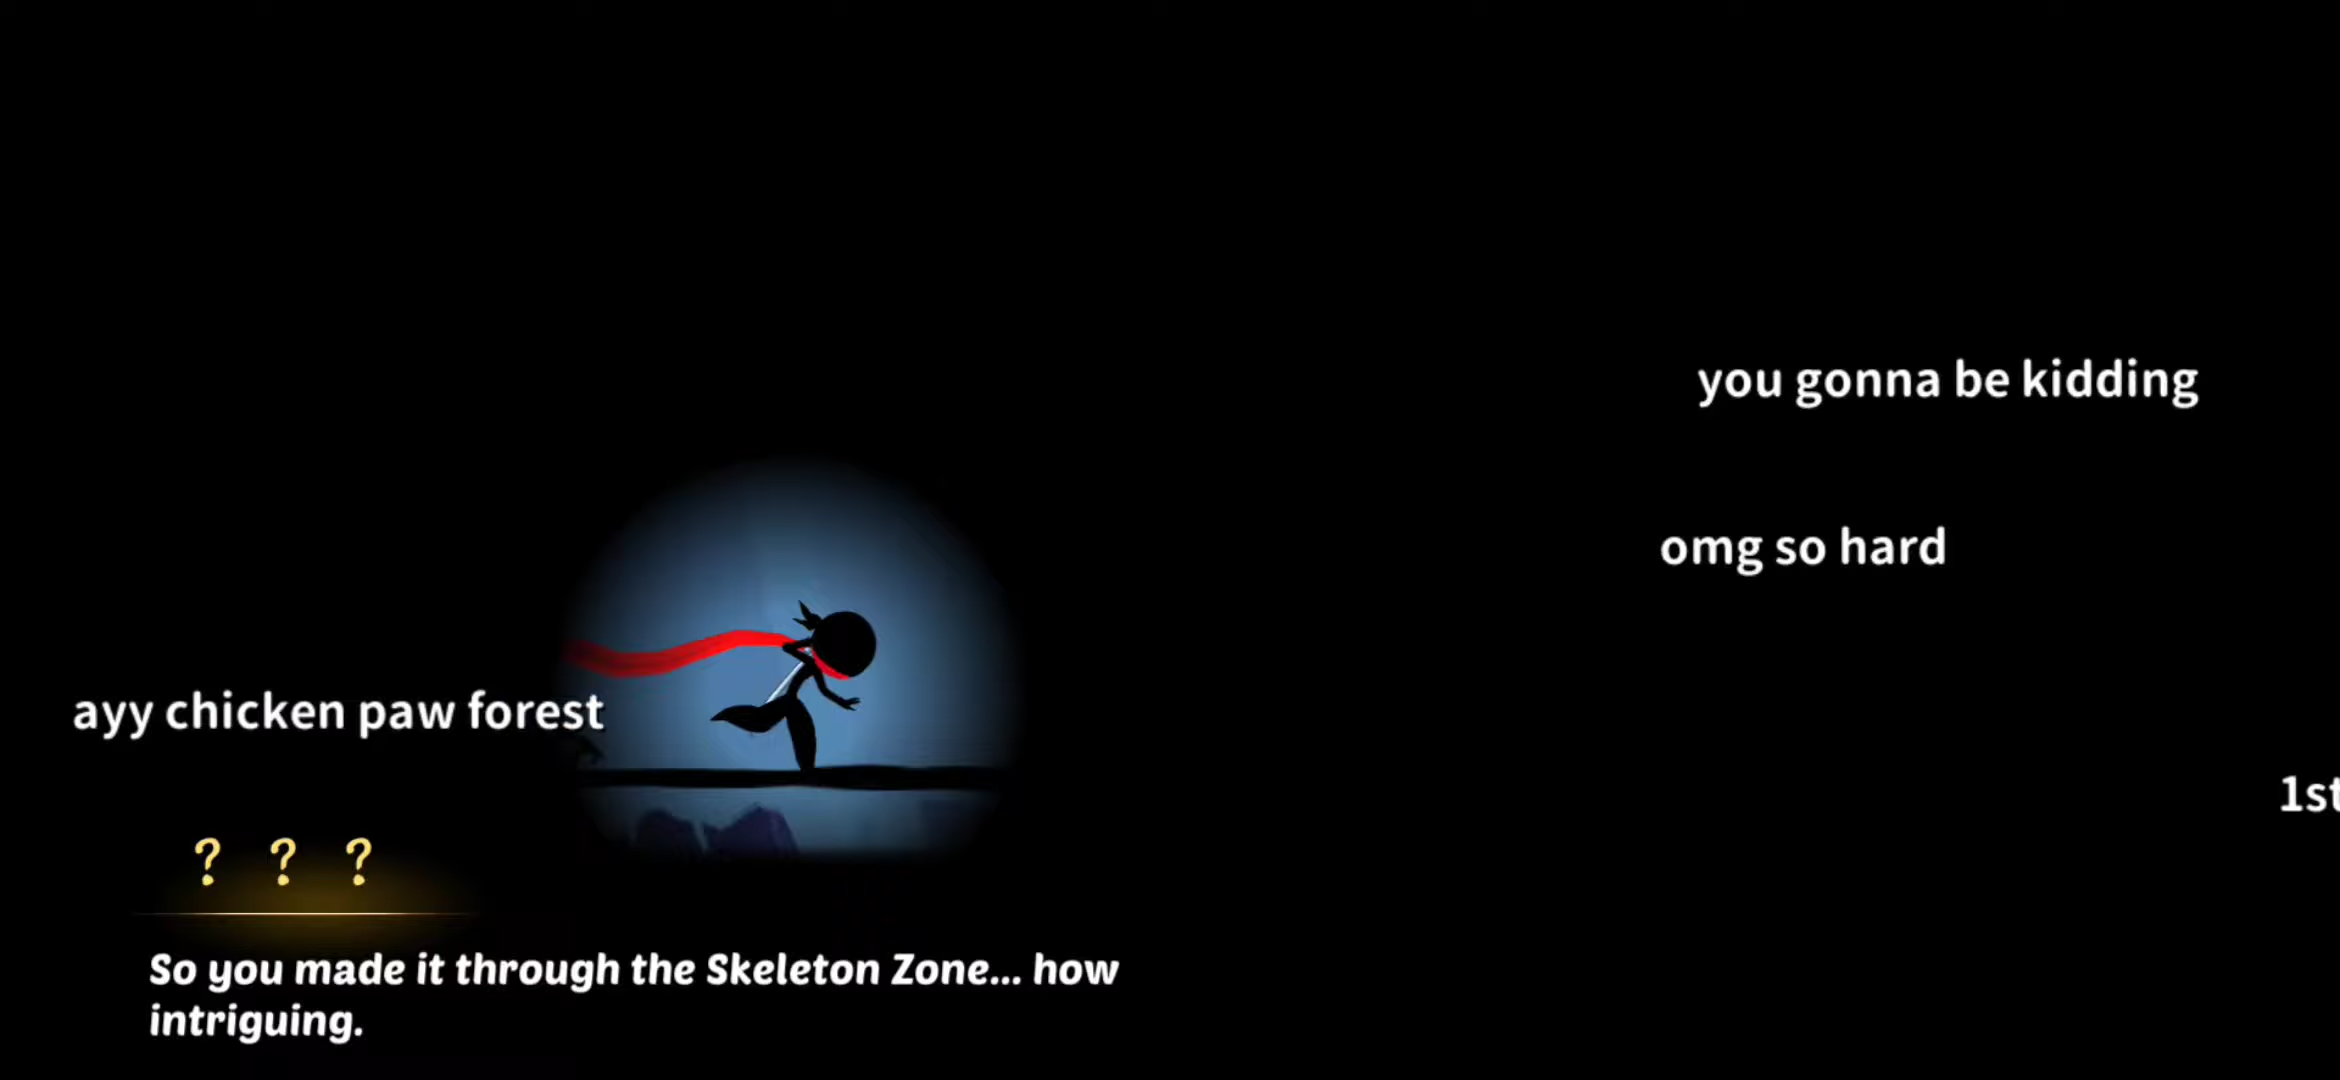 you gonna be kidding
omg so hard
ayy chicken paw forest
1st
? ? ?
So you made it through the Skeleton Zone... how
intriguing.